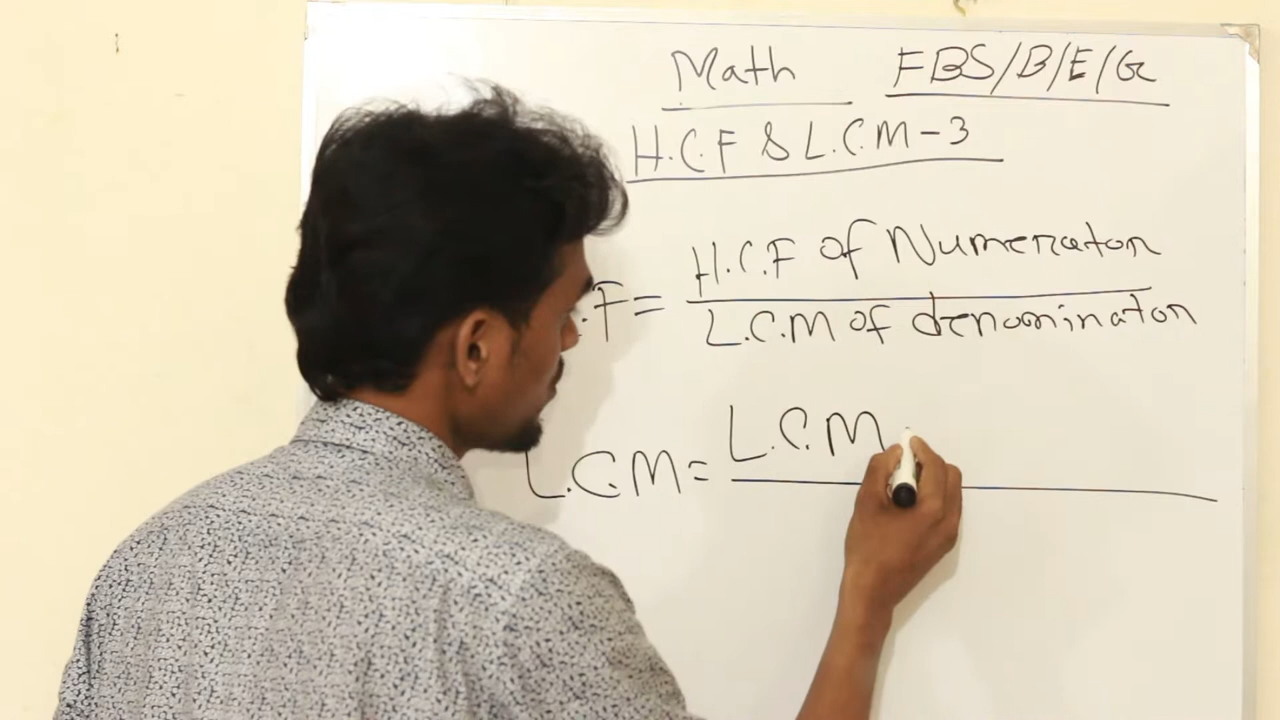 Math FBS/B/E/G
H.C.F & L.C.M-3
.F= H.C.F of Numerator
L.C.M of denominator
L.C.M= L.C.M